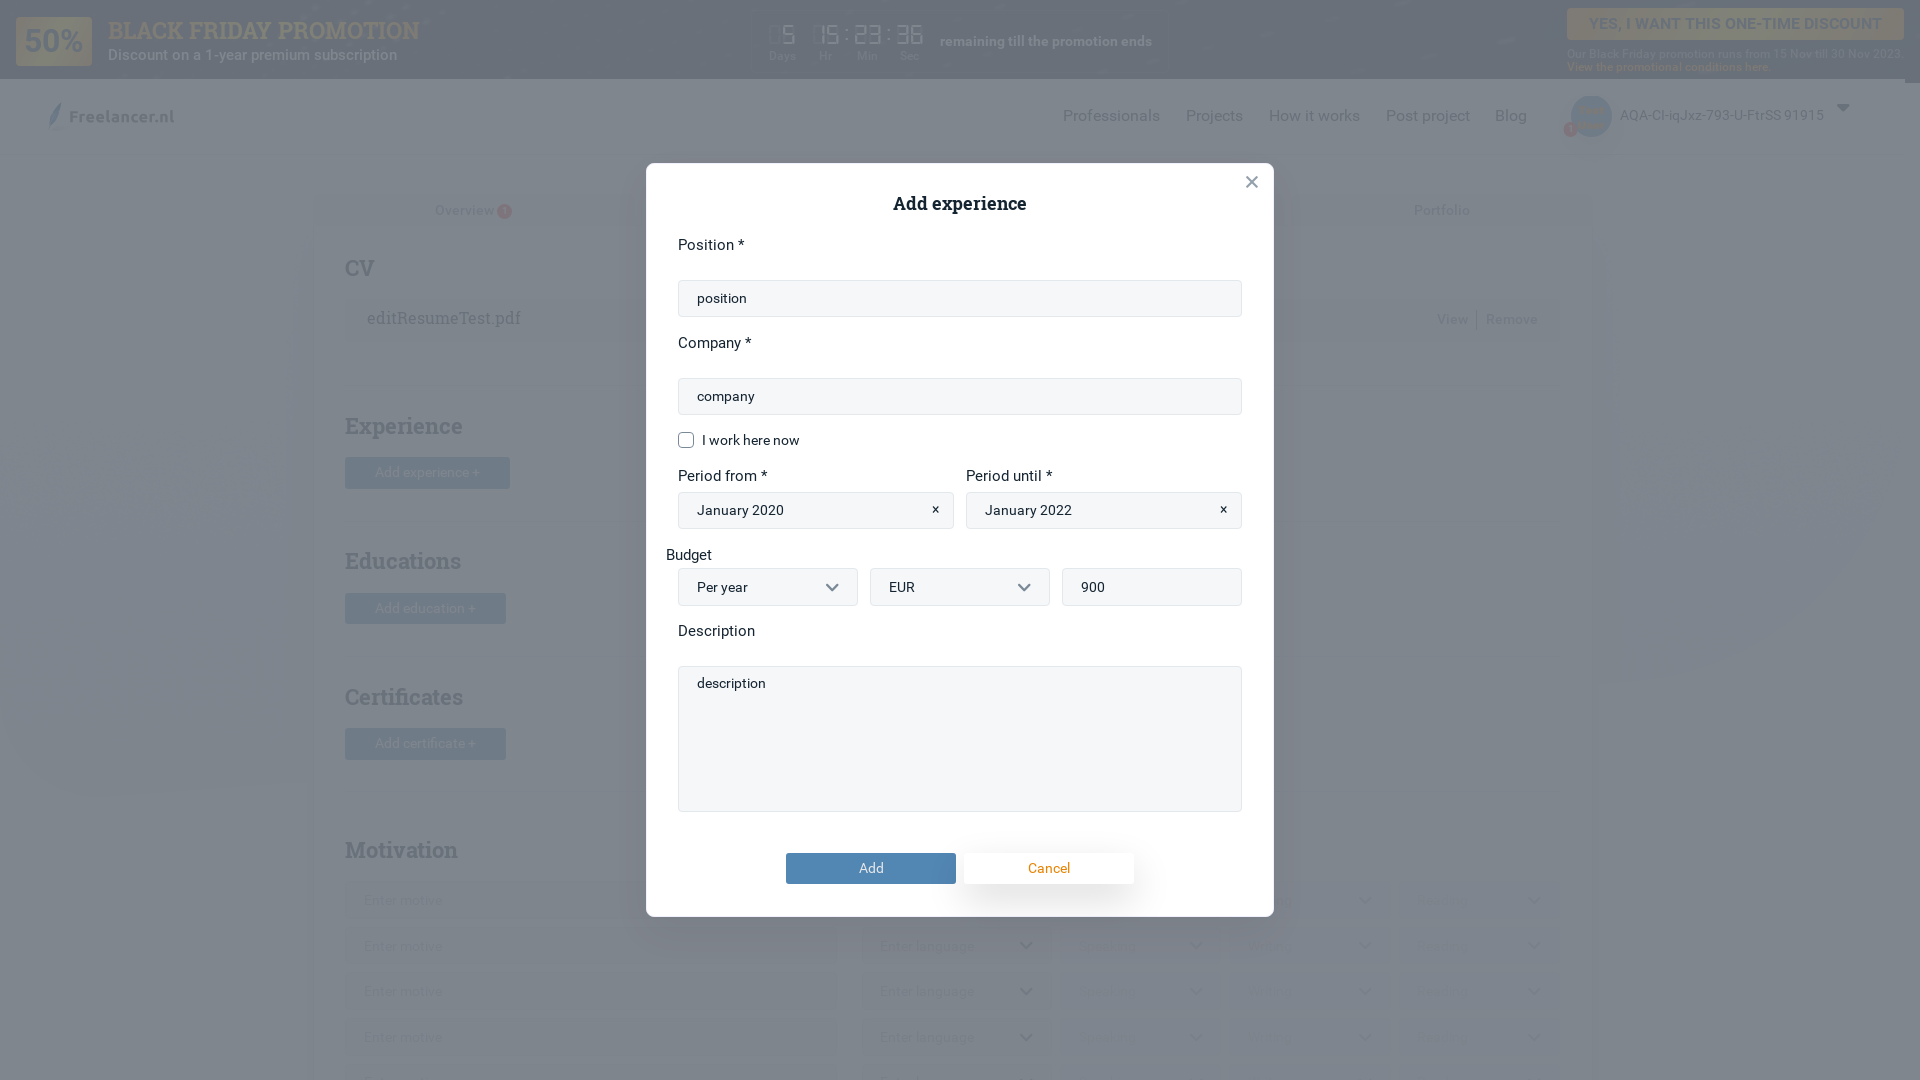 50%
BLACK FRIDAY PROMOTION
Discount on a 1-year premium subscription
5 15 : 23 : 36
Days Hr Min Sec
remaining till the promotion ends
YES, I WANT THIS ONE-TIME DISCOUNT
Our Black Friday promotion runs from 15 Nov till 30 Nov 2023.
View the promotional conditions here.
Freelancer.nl
Professionals Projects How it works Post project Blog
AQA-CI-iqJxz-793-U-FtrSS 91915
Overview
Portfolio
CV
editResumeTest.pdf
View Remove
Experience
Add experience +
Educations
Add education +
Certificates
Add certificate +
Motivation
Enter motive
Enter motive
Enter language
Enter motive
Enter language
Enter motive
Enter language
×
Add experience
Position *
position
Company *
company
I work here now
Period from * Period until *
January 2020 × January 2022 ×
Budget
Per year EUR 900
Description
description
Add Cancel